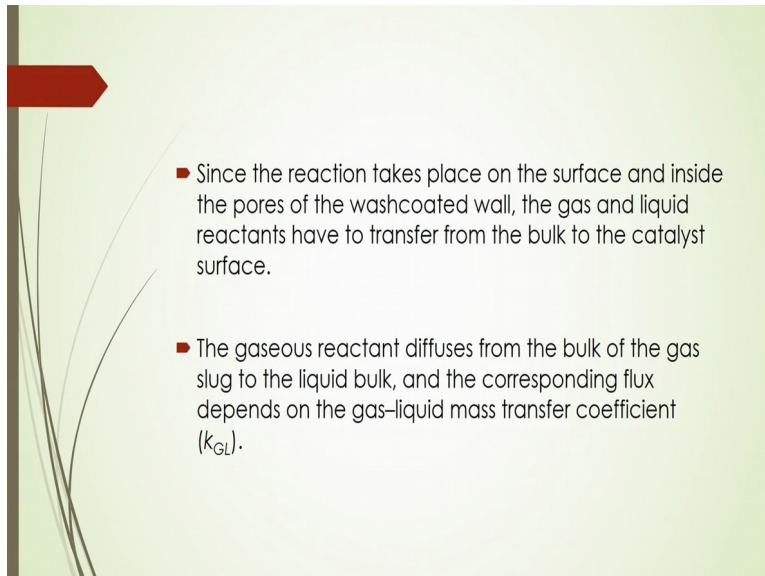 Since the reaction takes place on the surface and inside
the pores of the washcoated wall, the gas and liquid
reactants have to transfer from the bulk to the catalyst
surface.
The gaseous reactant diffuses from the bulk of the gas
slug to the liquid bulk, and the corresponding flux
depends on the gas–liquid mass transfer coefficient
(kGL).